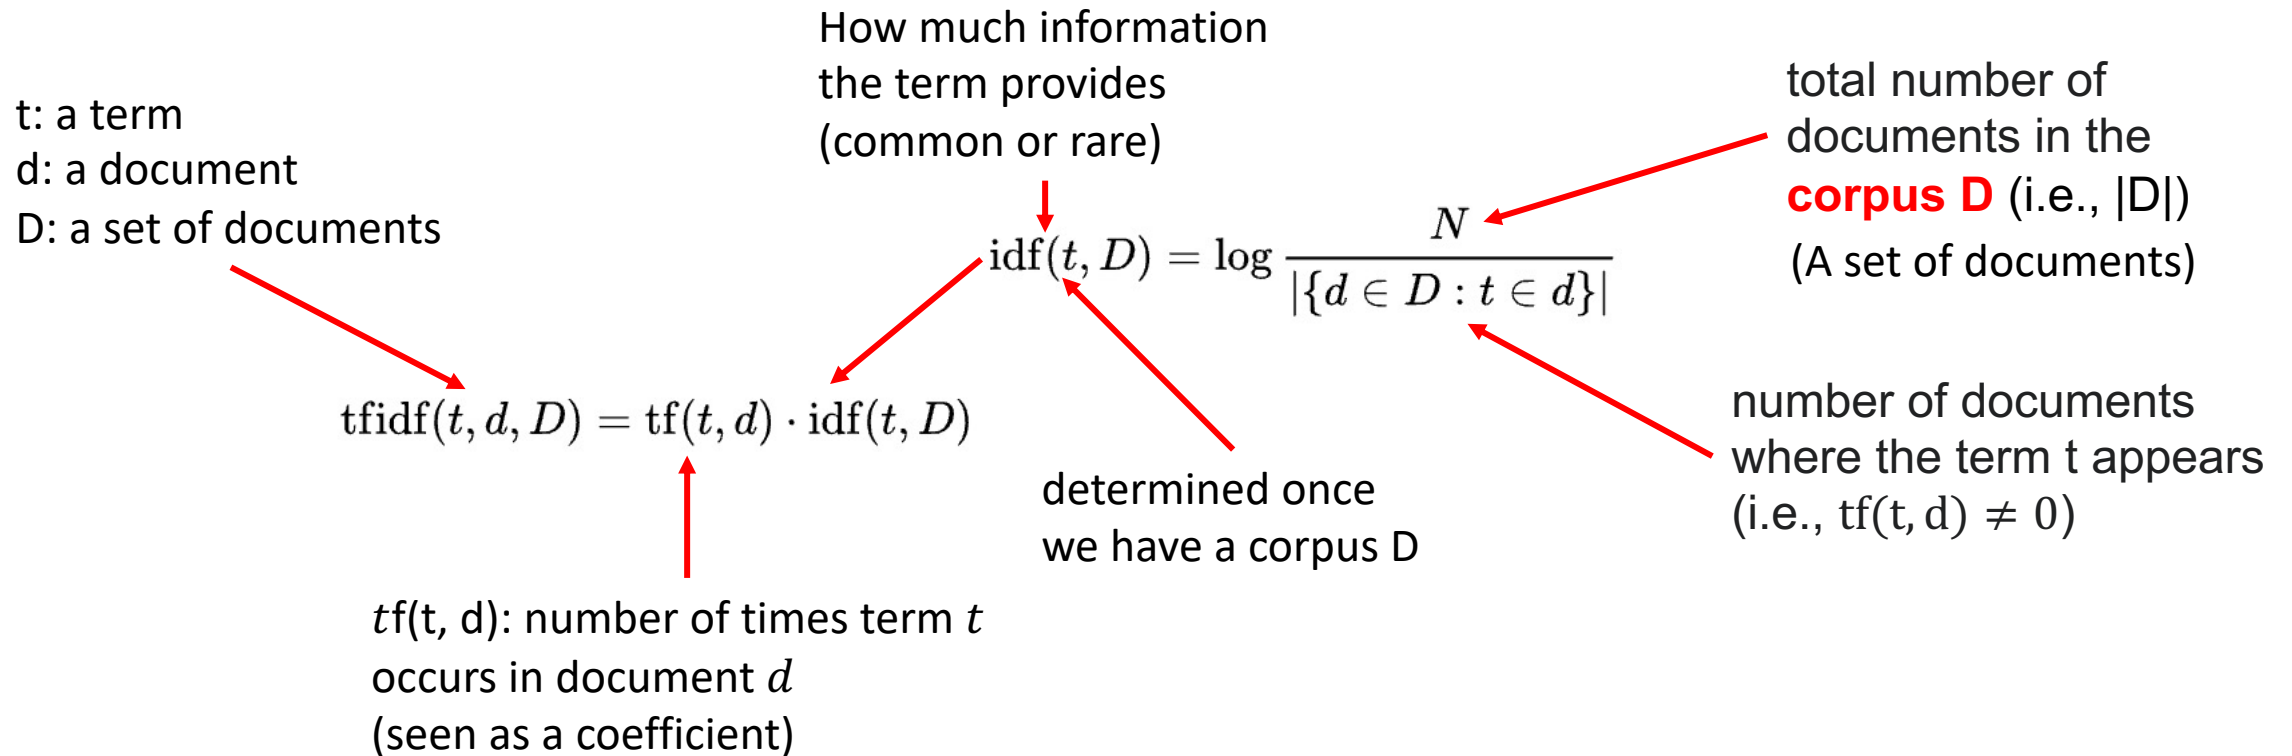 How much information
the term provides
(common or rare)
t: a term
d: a document
D: a set of documents
total number of
documents in the
corpus D (i.e., |D|)
(A set of documents)
idf(t, D) = log N / |{d ∈ D : t ∈ d}|
tfidf(t, d, D) = tf(t, d) · idf(t, D)
number of documents
where the term t appears
(i.e., tf(t, d) ≠ 0)
determined once
we have a corpus D
tf(t, d): number of times term t
occurs in document d
(seen as a coefficient)